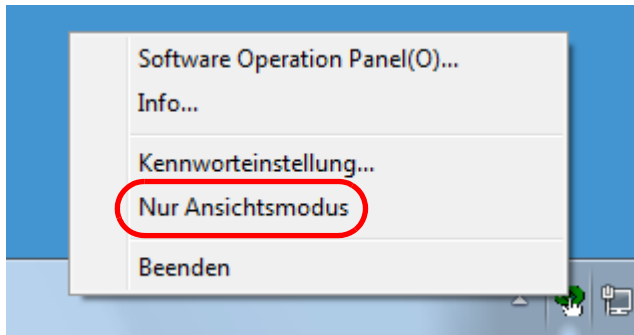 Software Operation Panel(O)...
Info...
Kennworteinstellung...
Nur Ansichtsmodus
Beenden